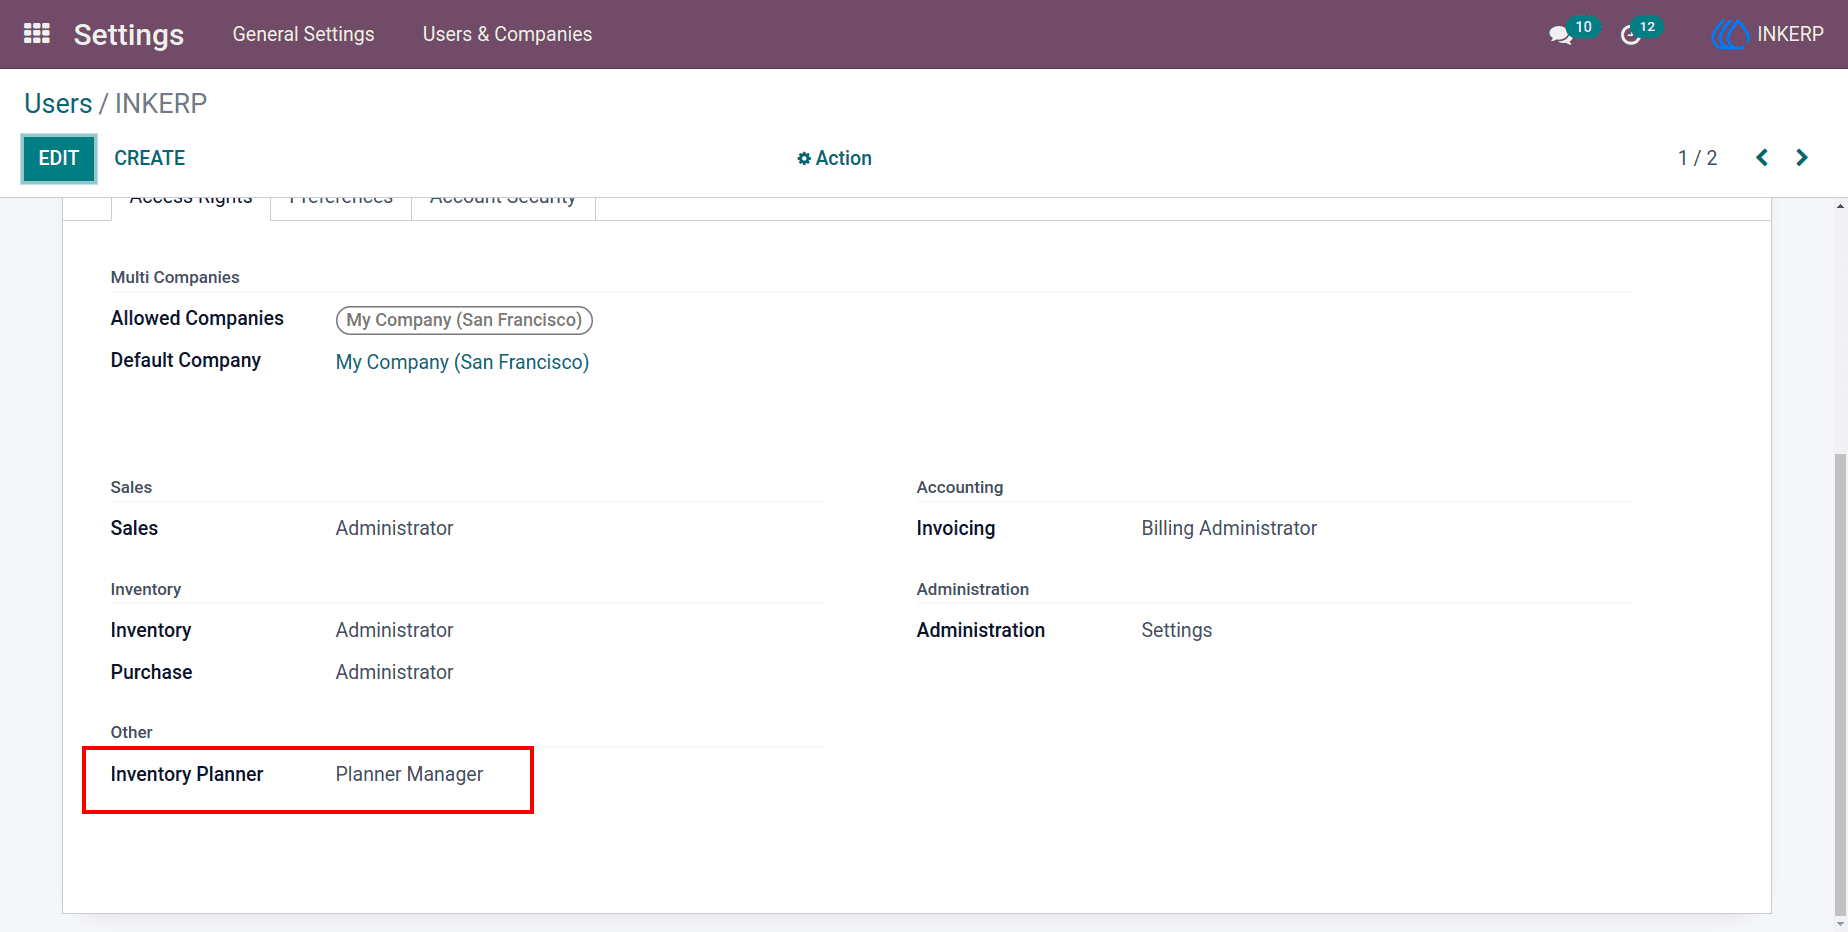 Settings General Settings Users & Companies 10 12 INKERP
Users / INKERP
EDIT CREATE Action 1 / 2
Access Rights Preferences Account Security
Multi Companies
Allowed Companies My Company (San Francisco)
Default Company My Company (San Francisco)
Sales Accounting
Sales Administrator Invoicing Billing Administrator
Inventory Administration
Inventory Administrator Administration Settings
Purchase Administrator
Other
Inventory Planner Planner Manager